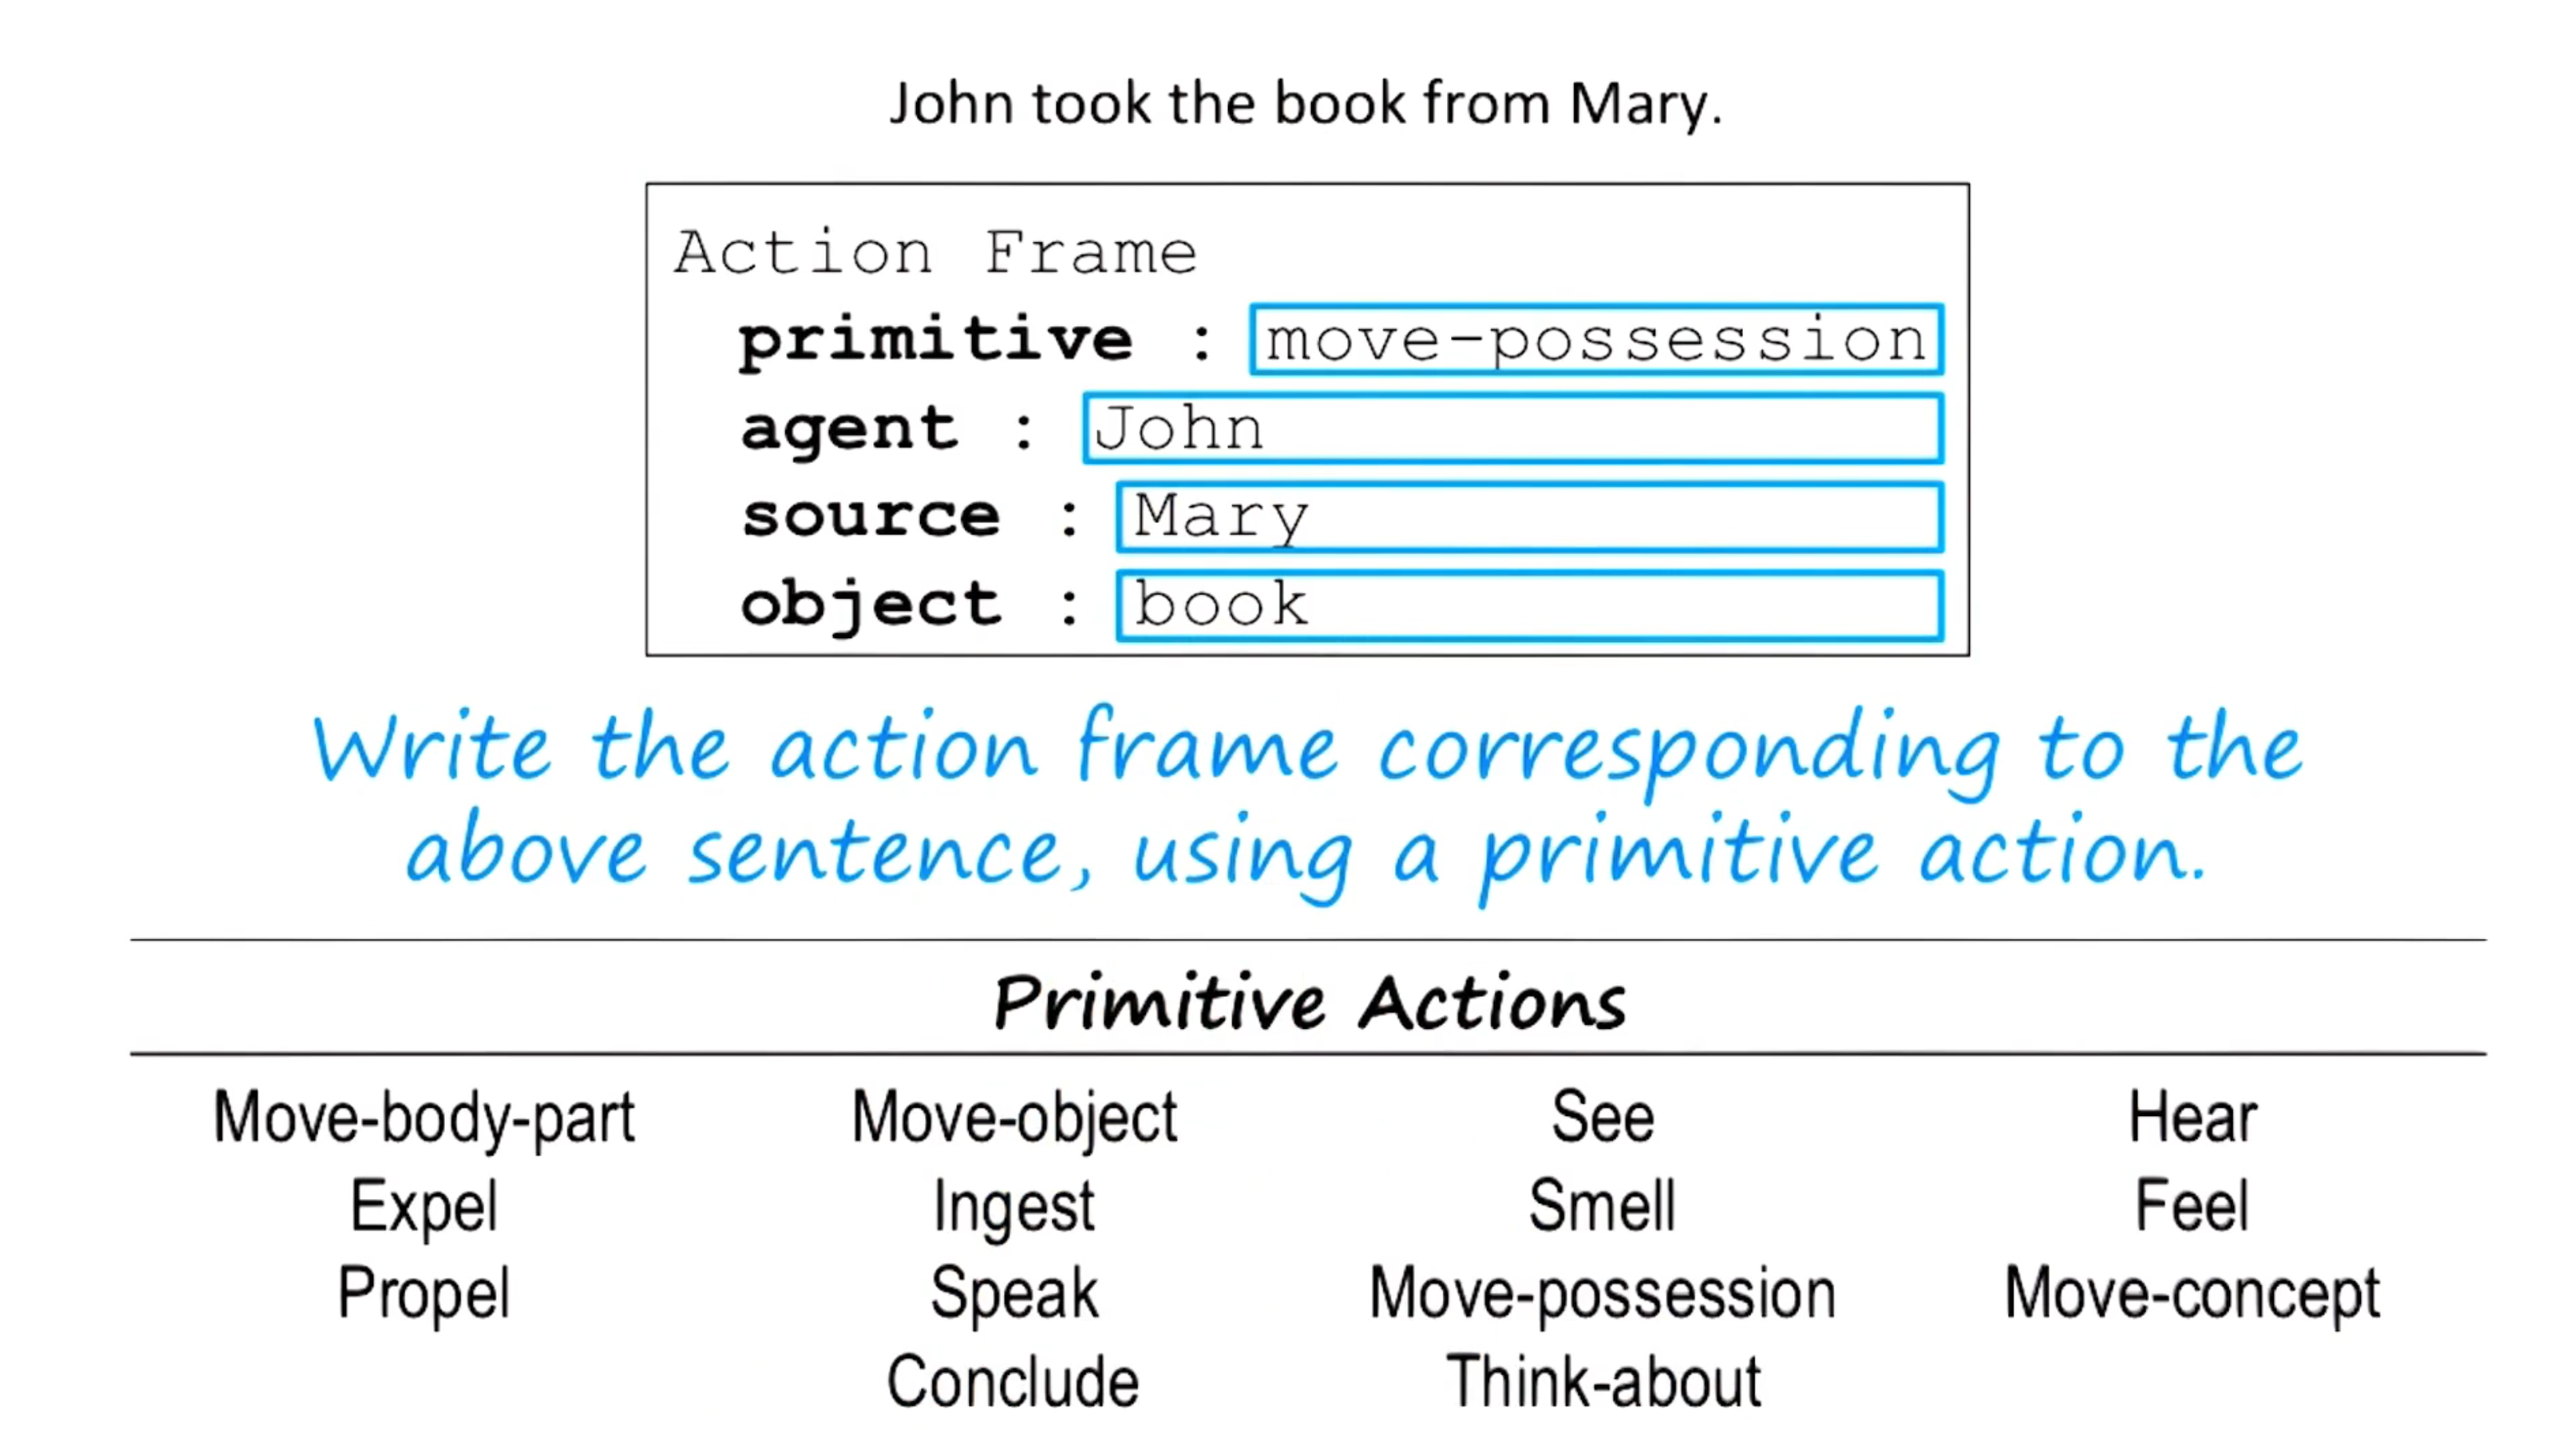 John took the book from Mary.
Action Frame
primitive : move-possession
agent : John
source : Mary
object : book
Write the action frame corresponding to the
above sentence, using a primitive action.
Primitive Actions
Move-body-part Move-object See Hear
Expel Ingest Smell Feel
Propel Speak Move-possession Move-concept
Conclude Think-about